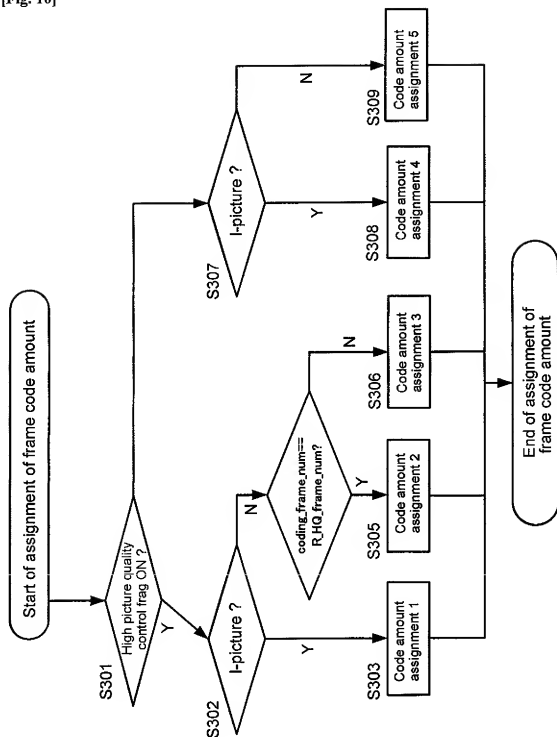 [Fig. 10]
Start of assignment of frame code amount
S301
High picture quality
control frag ON ?
Y
S302
I-picture ?
Y
N
S303
Code amount
assignment 1
coding_frame_num==
R_HQ_frame_num?
Y
N
S305
Code amount
assignment 2
S306
Code amount
assignment 3
S307
I-picture ?
Y
N
S308
Code amount
assignment 4
S309
Code amount
assignment 5
End of assignment of
frame code amount